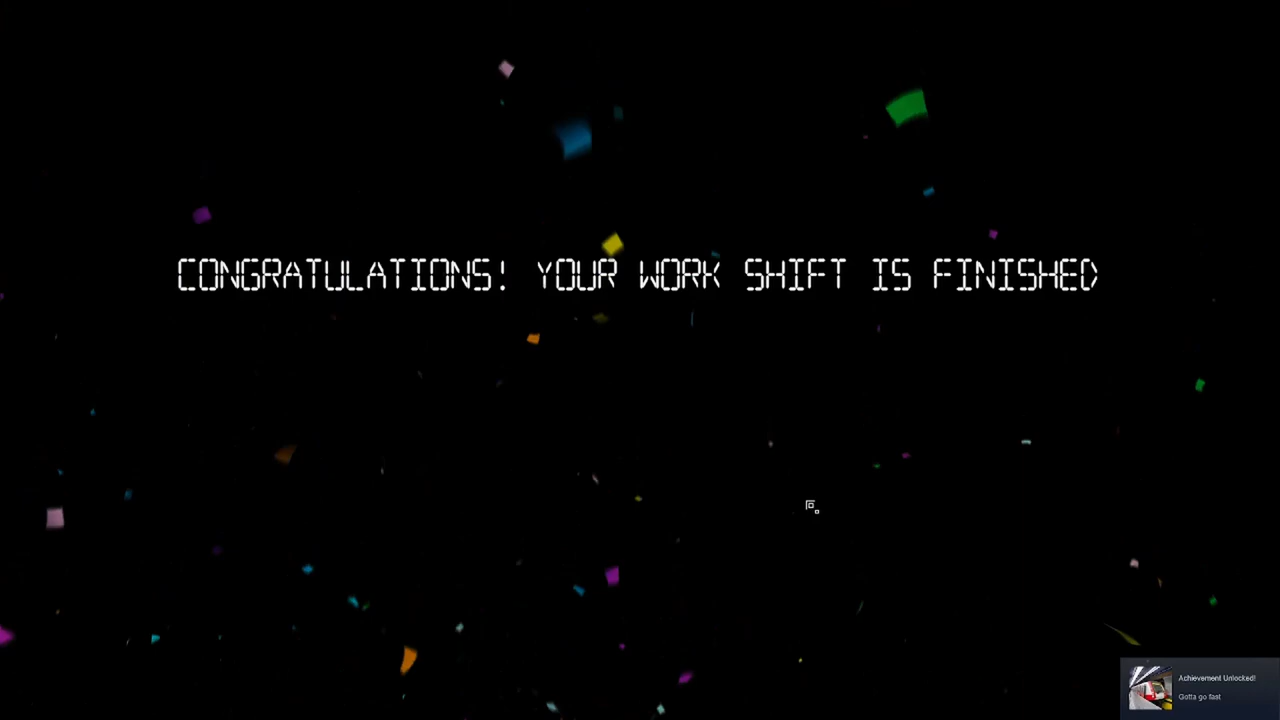 CONGRATULATIONS! YOUR WORK SHIFT IS FINISHED
Achievement Unlocked!
Gotta go fast